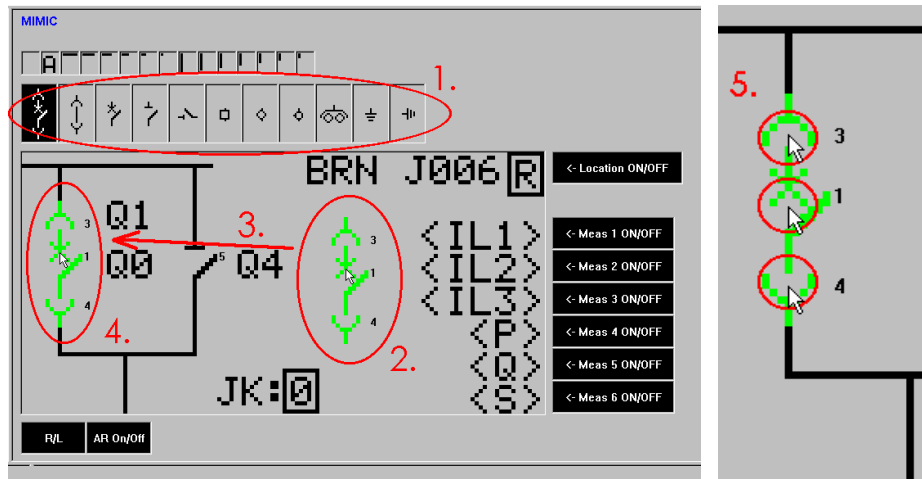 MIMIC
A
1.
BRN J006 R
<- Location ON/OFF
Q1
Q0
Q4
3
1
4
5
3.
3
1
4
2.
4.
<IL1>
<IL2>
<IL3>
<P>
<Q>
<S>
<- Meas 1 ON/OFF
<- Meas 2 ON/OFF
<- Meas 3 ON/OFF
<- Meas 4 ON/OFF
<- Meas 5 ON/OFF
<- Meas 6 ON/OFF
JK:0
R/L
AR On/Off
5.
3
1
4